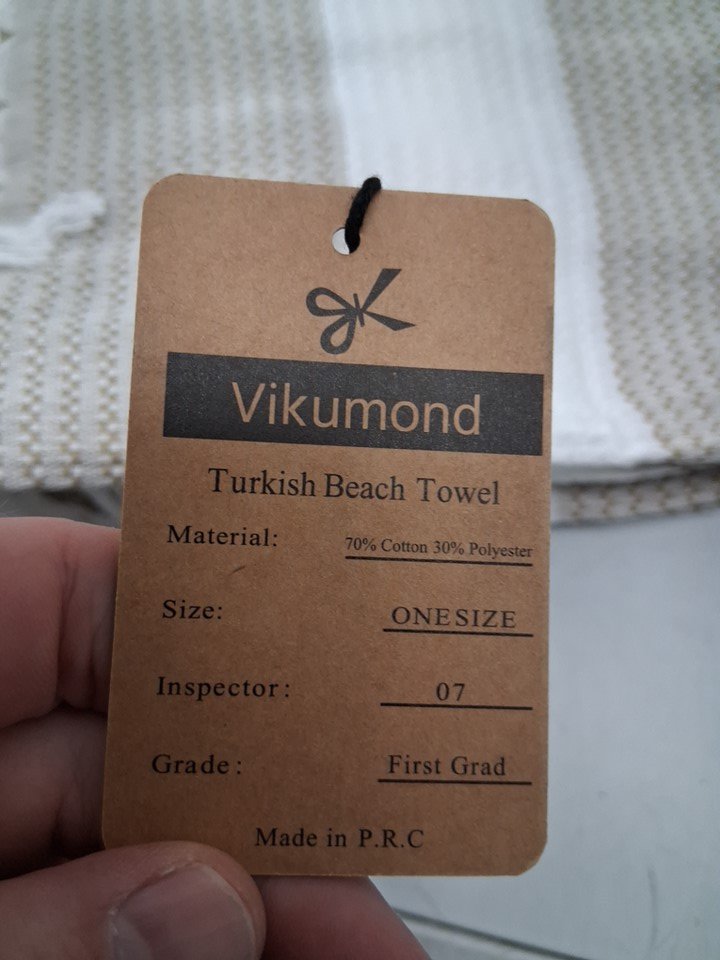 Vikumond
Turkish Beach Towel
Material: 70% Cotton 30% Polyester
Size: ONESIZE
Inspector: 07
Grade: First Grad
Made in P.R.C